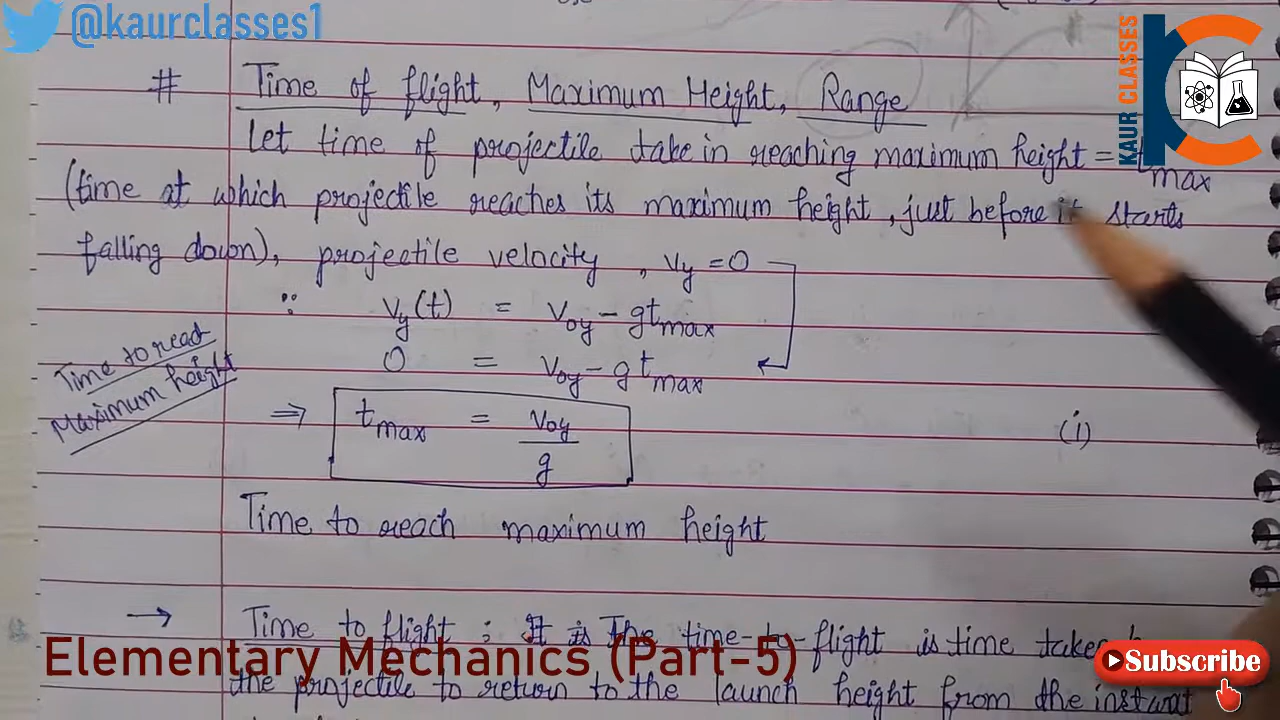 @kaurclasses1
KAUR CLASSES
# Time of flight, Maximum Height, Range
Let time of projectile take in reaching maximum height = tmax
(time at which projectile reaches its maximum height, just before it starts
falling down), projectile velocity, vy = 0
∵ vy(t) = voy - gtmax
0 = voy - gtmax
Time to reach
Maximum height
⇒ tmax = voy/g (i)
Time to reach maximum height
→ Time to flight : It is The time-to-flight is time taken
Elementary Mechanics (Part-5)
Subscribe
the projectile to return to the launch height from the instant